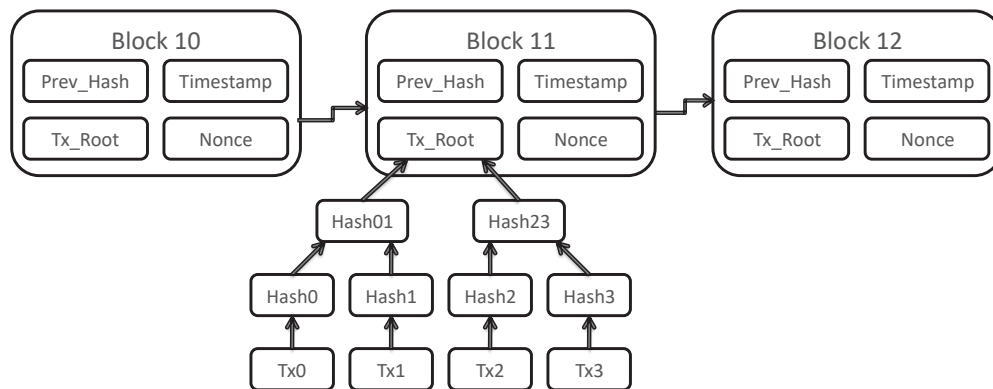 Block 10 Block 11 Block 12
Prev_Hash Timestamp Prev_Hash Timestamp Prev_Hash Timestamp
Tx_Root Nonce Tx_Root Nonce Tx_Root Nonce
Hash01 Hash23
Hash0 Hash1 Hash2 Hash3
Tx0 Tx1 Tx2 Tx3